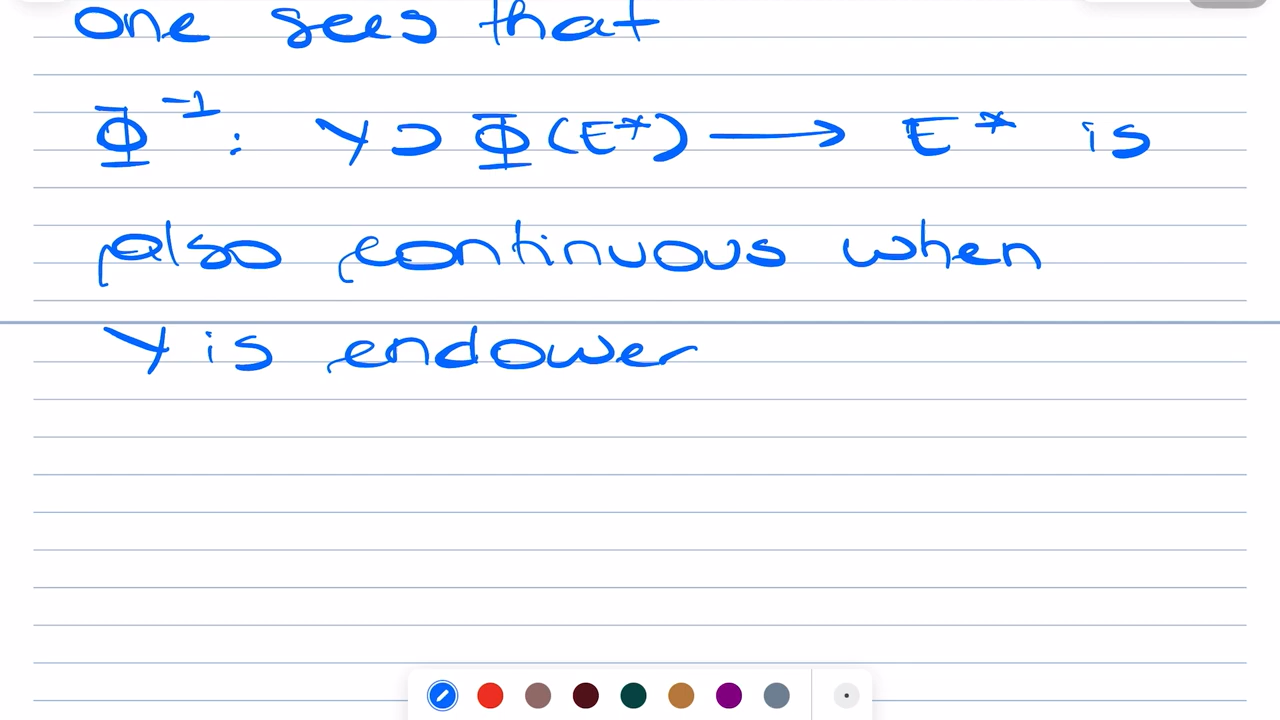 one sees that
Φ⁻¹: Y ⊃ Φ(E*) ⟶ E* is
also continuous when
Y is endower